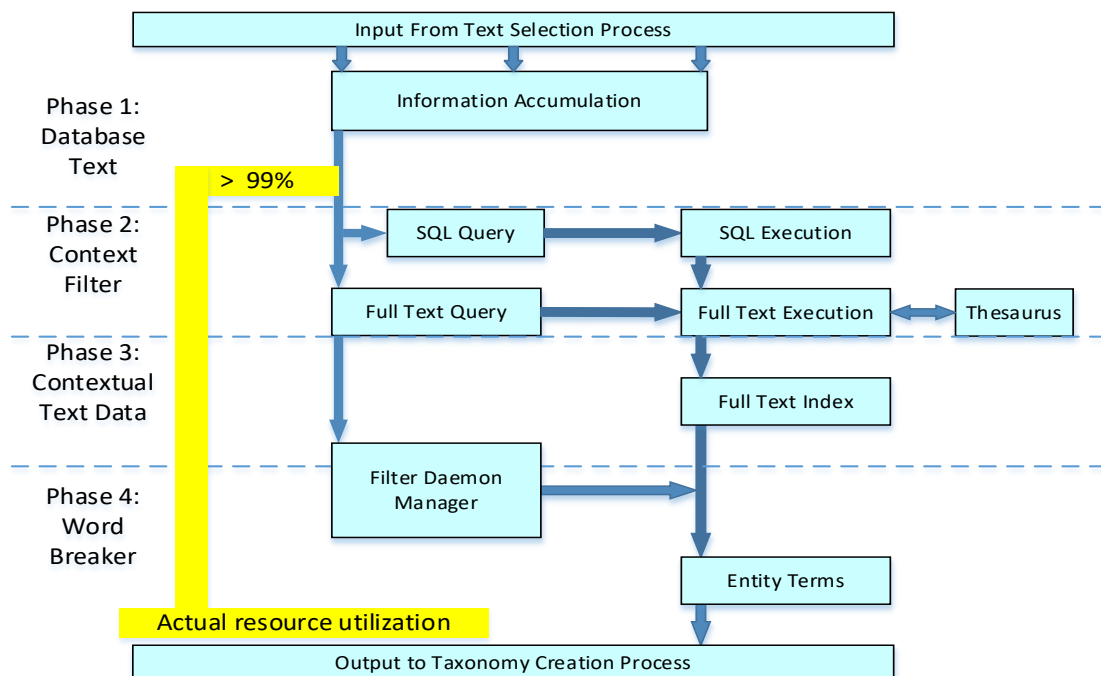 Input From Text Selection Process
Information Accumulation
Phase 1:
Database
Text
> 99%
Phase 2:
Context
Filter
SQL Query
SQL Execution
Full Text Query
Full Text Execution
Thesaurus
Phase 3:
Contextual
Text Data
Full Text Index
Filter Daemon
Manager
Phase 4:
Word
Breaker
Entity Terms
Actual resource utilization
Output to Taxonomy Creation Process